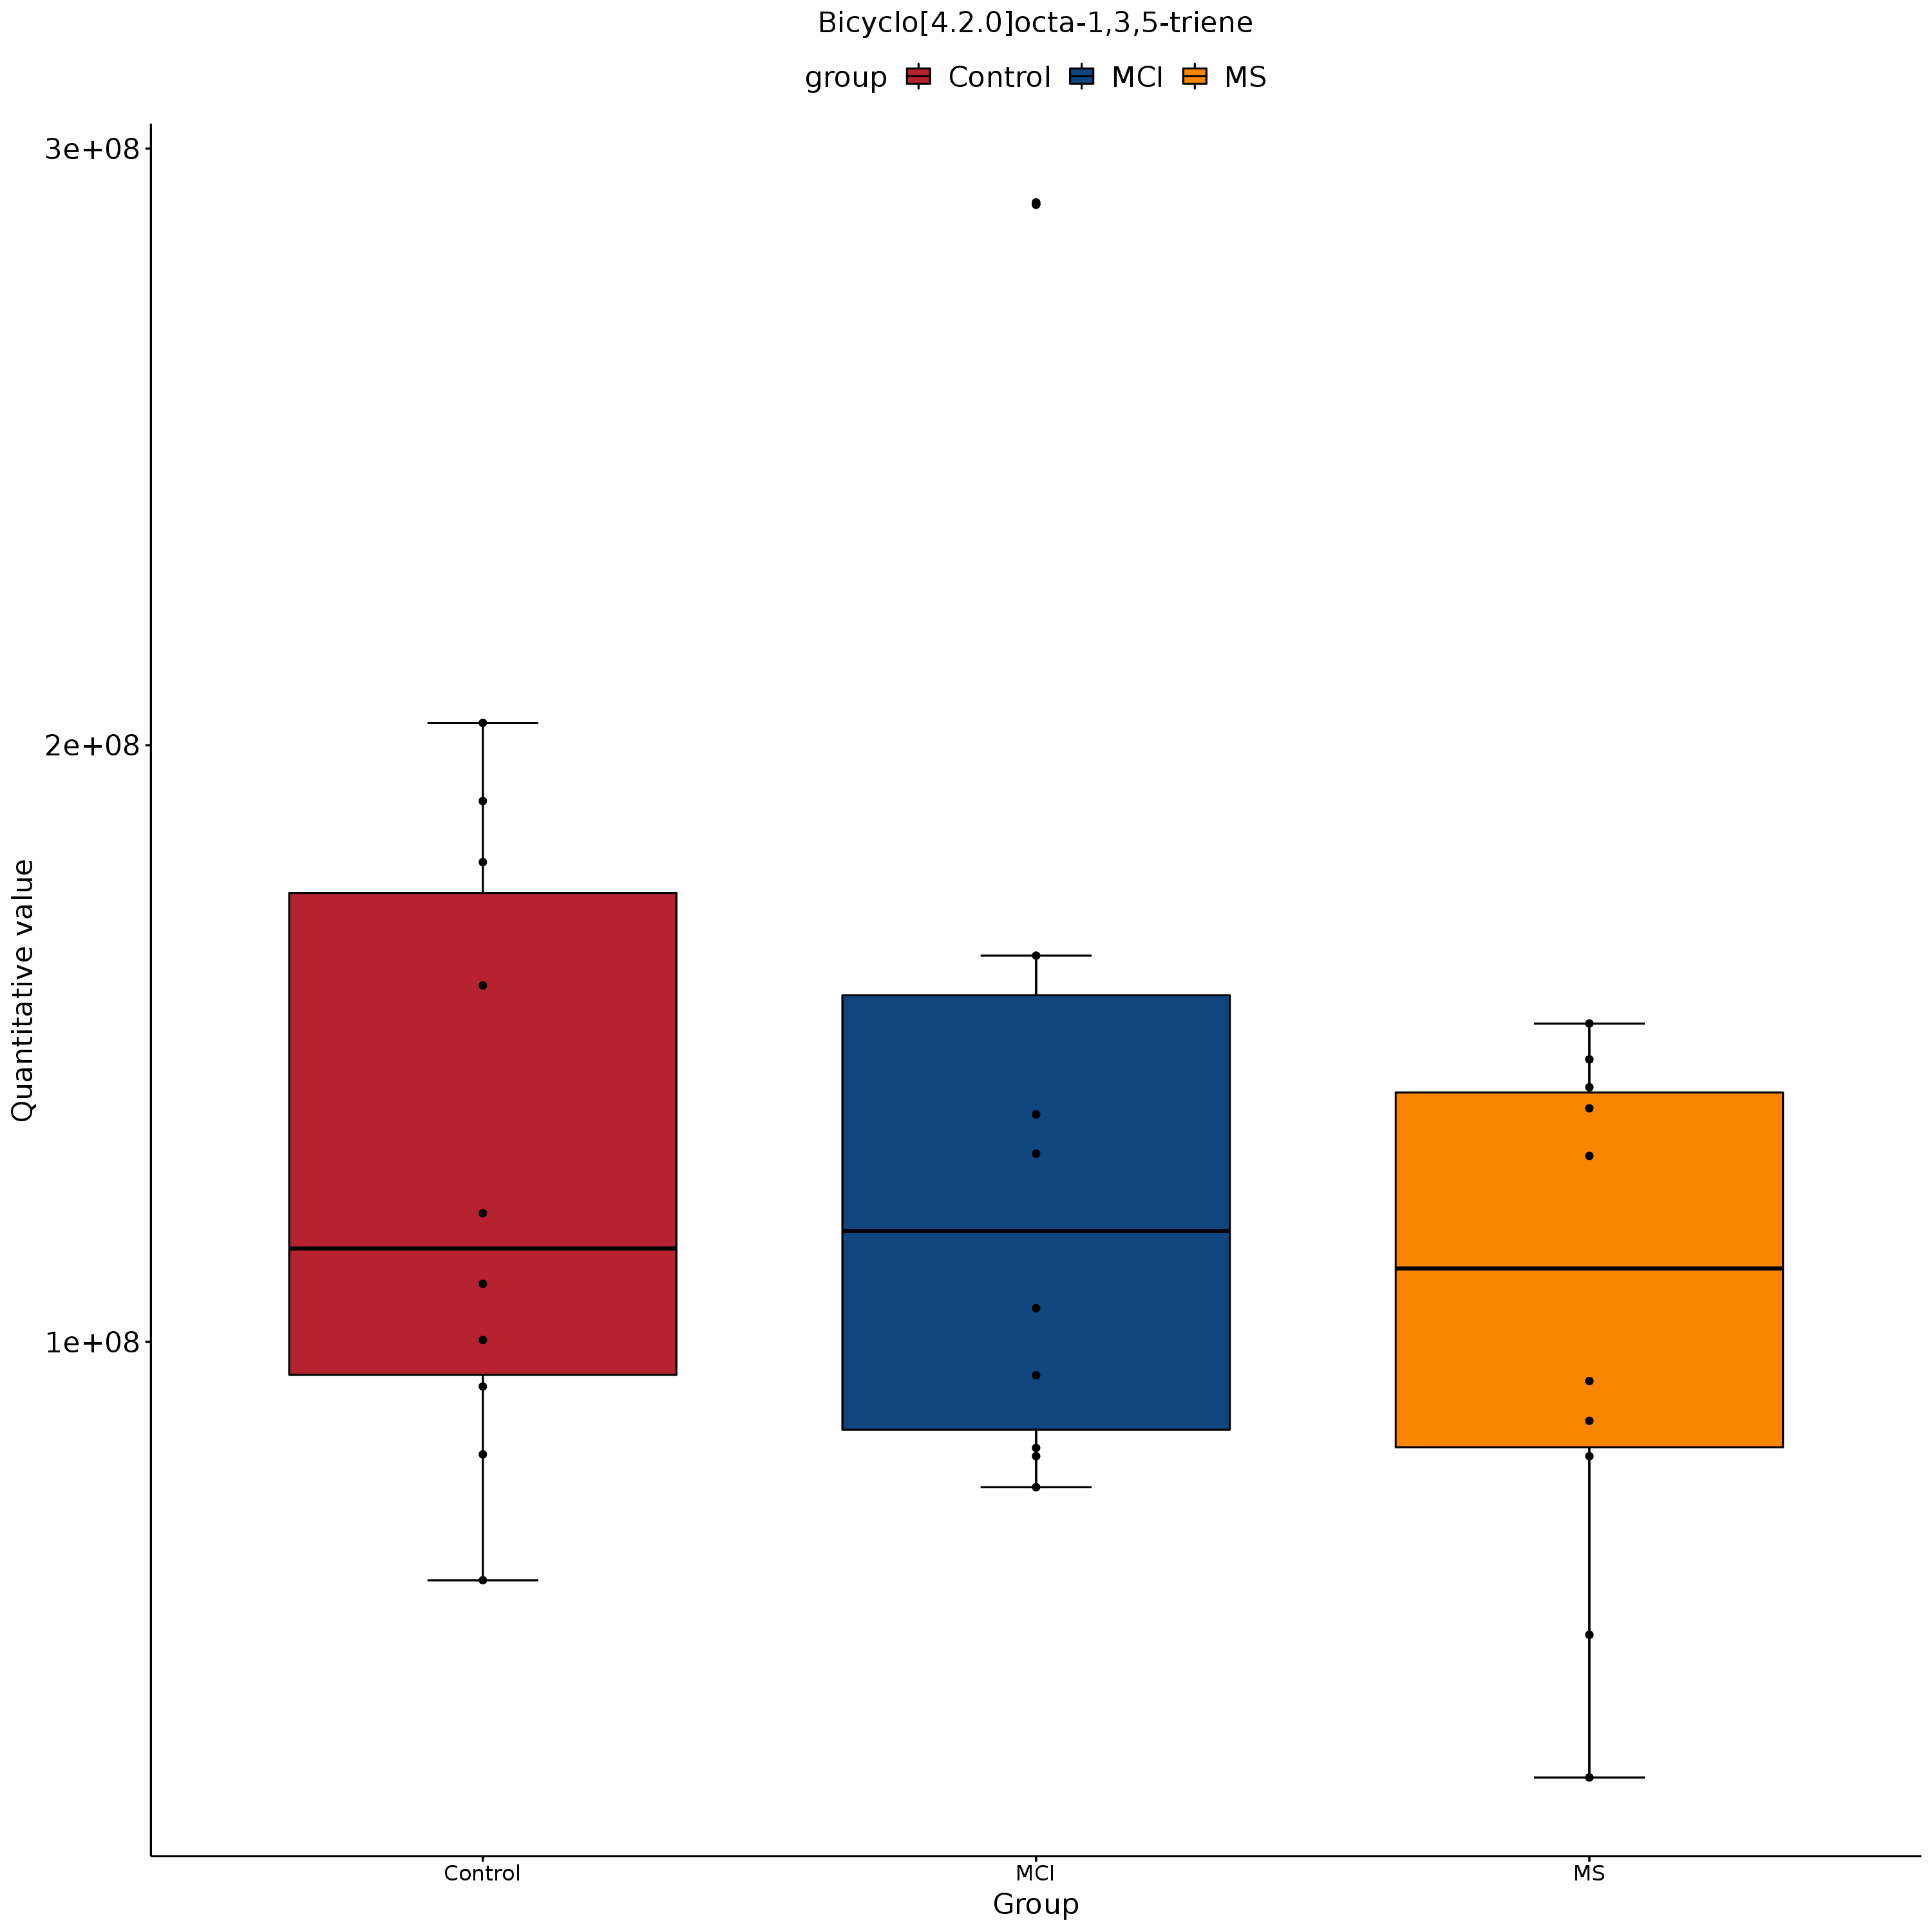 Bicyclo[4.2.0]octa-1,3,5-triene
group Control MCI MS
3e+08
2e+08
1e+08
Quantitative value
Control MCI MS
Group